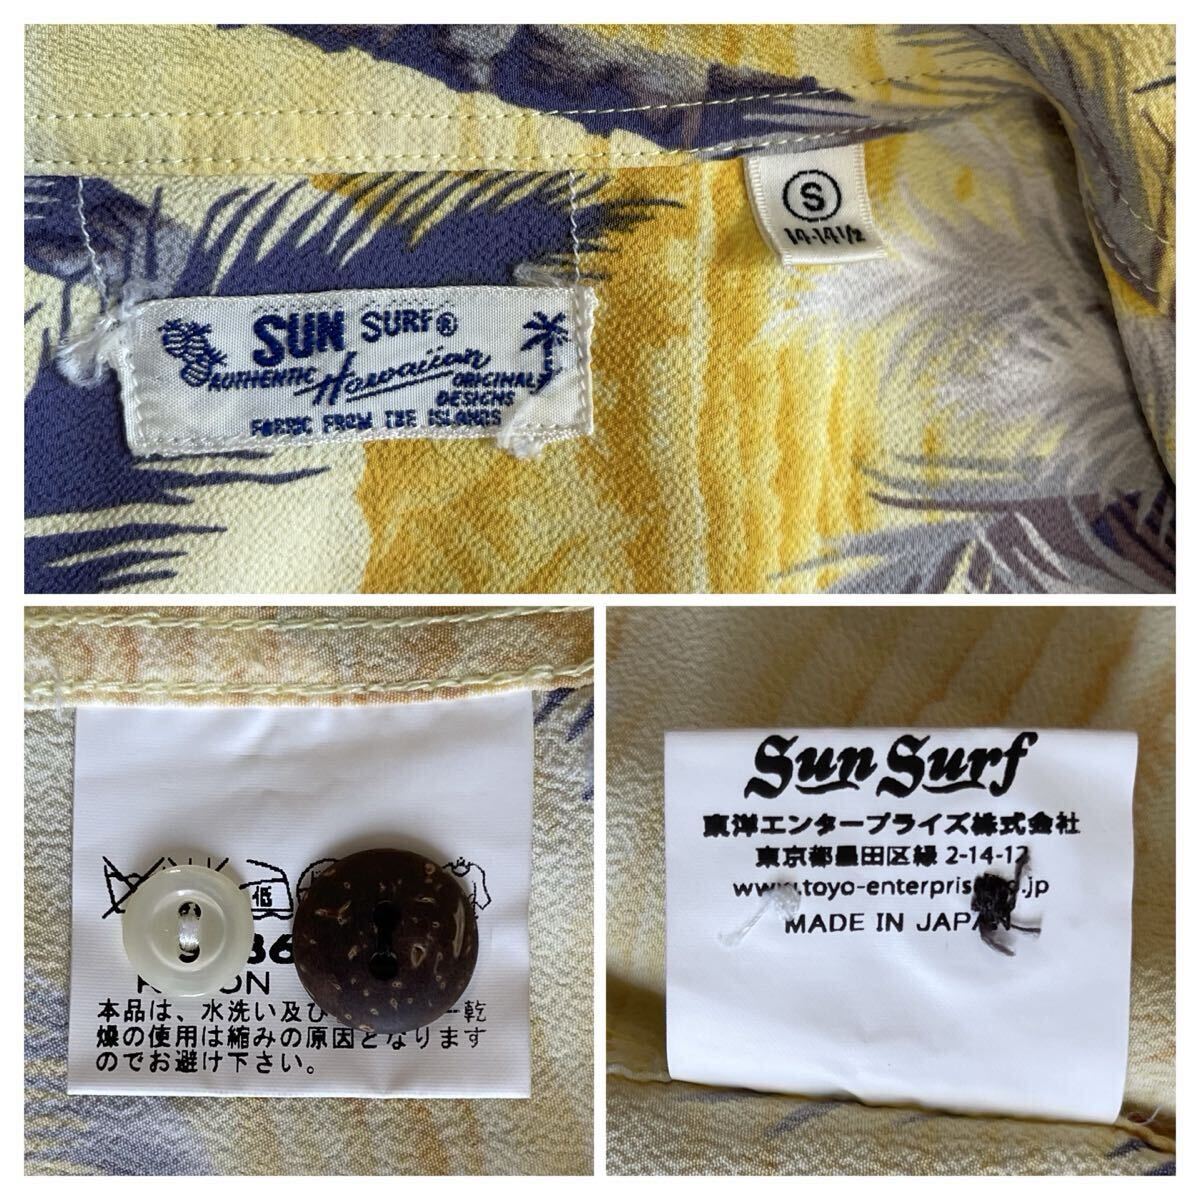 S
14-14 1/2
SUN SURF®
AUTHENTIC Hawaiian ORIGINAL
DESIGNS
FABRIC FROM THE ISLANDS
低
本品は、水洗い及び
燥の使用は縮みの原因となります
のでお避け下さい。
Sun Surf
東洋エンタープライズ株式会社
東京都墨田区緑 2-14-12
MADE IN JAPAN